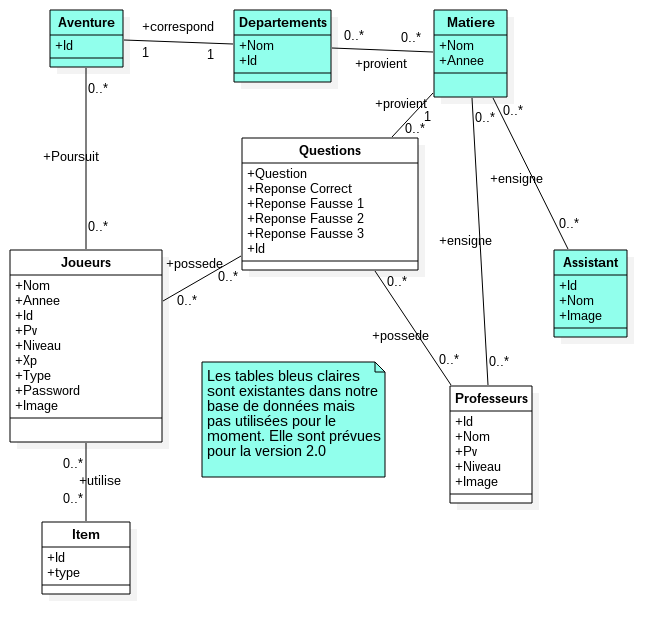 Aventure
+Id
+correspond
1
1
Departements
+Nom
+Id
0..*
0..*
+provient
Matiere
+Nom
+Annee
+provient
1
0..*
0..*
0..*
0..*
+Poursuit
0..*
Questions
+Question
+Reponse Correct
+Reponse Fausse 1
+Reponse Fausse 2
+Reponse Fausse 3
+Id
+ensigne
+ensigne
0..*
0..*
Assistant
+Id
+Nom
+Image
Joueurs
+Nom
+Annee
+Id
+Pv
+Niveau
+Xp
+Type
+Password
+Image
+possede
0..*
0..*
0..*
+possede
0..*
Professeurs
+Id
+Nom
+Pv
+Niveau
+Image
Les tables bleus claires
sont existantes dans notre
base de données mais
pas utilisées pour le
moment. Elle sont prévues
pour la version 2.0
0..*
+utilise
0..*
Item
+Id
+type